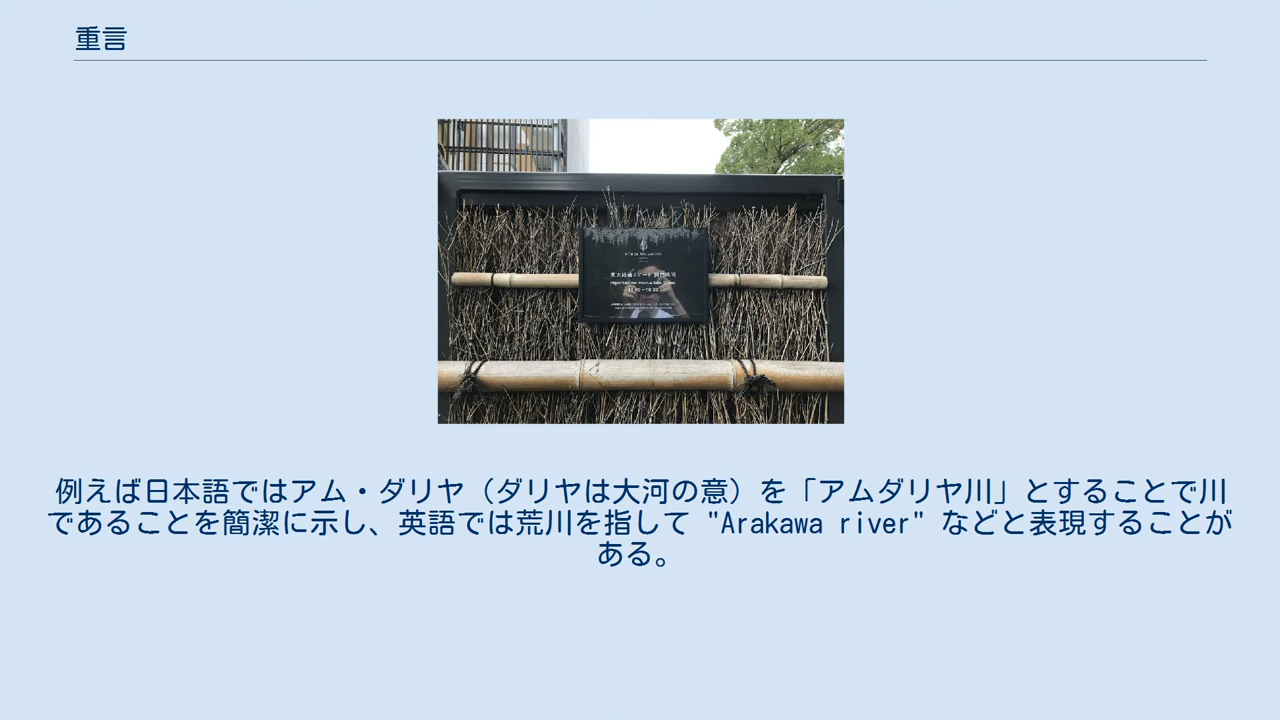 重言
例えば日本語ではアム・ダリヤ（ダリヤは大河の意）を「アムダリヤ川」とすることで川
であることを簡潔に示し、英語では荒川を指して "Arakawa river" などと表現することが
ある。